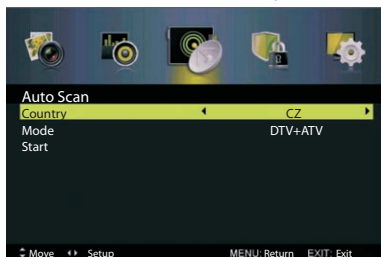 Auto Scan
Country CZ
Mode DTV+ATV
Start
Move Setup MENU: Return EXIT: Exit